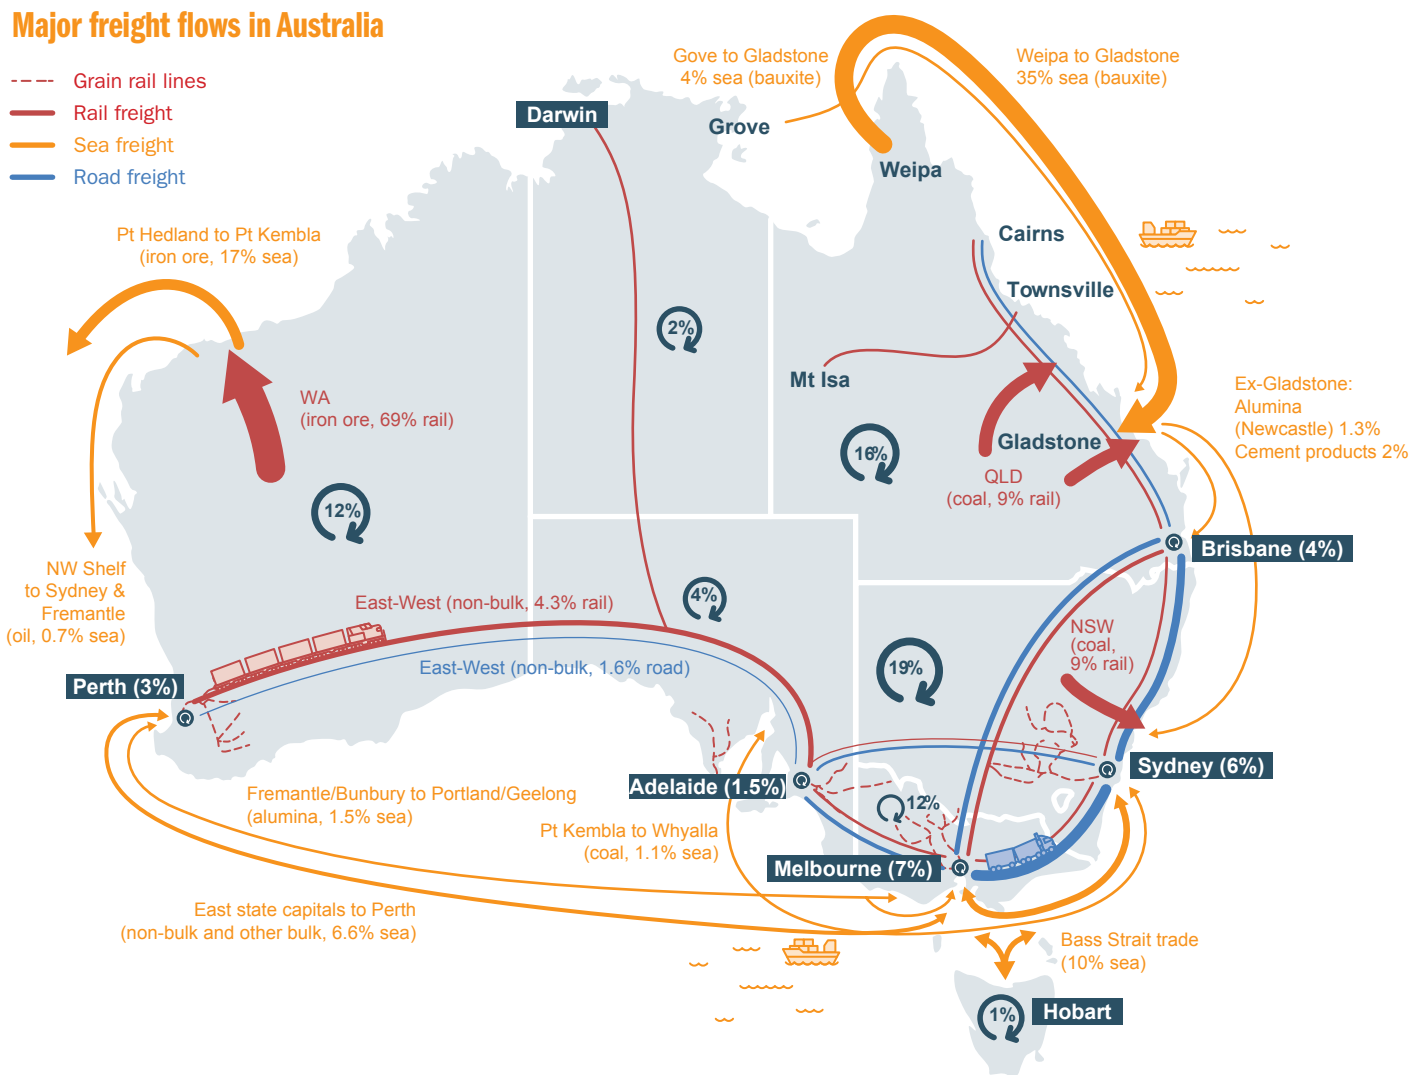 Major freight flows in Australia
Grain rail lines
Rail freight
Sea freight
Road freight
Darwin
Gove to Gladstone
4% sea (bauxite)
Weipa to Gladstone
35% sea (bauxite)
Grove
Weipa
Cairns
Townsville
Pt Hedland to Pt Kembla
(iron ore, 17% sea)
2%
Mt Isa
WA
(iron ore, 69% rail)
Ex-Gladstone:
Alumina
(Newcastle) 1.3%
Cement products 2%
16%
Gladstone
QLD
(coal, 9% rail)
12%
Brisbane (4%)
NW Shelf
to Sydney &
Fremantle
(oil, 0.7% sea)
4%
East-West (non-bulk, 4.3% rail)
East-West (non-bulk, 1.6% road)
NSW
(coal,
9% rail)
19%
Perth (3%)
Sydney (6%)
Adelaide (1.5%)
Fremantle/Bunbury to Portland/Geelong
(alumina, 1.5% sea)
12%
Pt Kembla to Whyalla
(coal, 1.1% sea)
Melbourne (7%)
East state capitals to Perth
(non-bulk and other bulk, 6.6% sea)
Bass Strait trade
(10% sea)
1%
Hobart